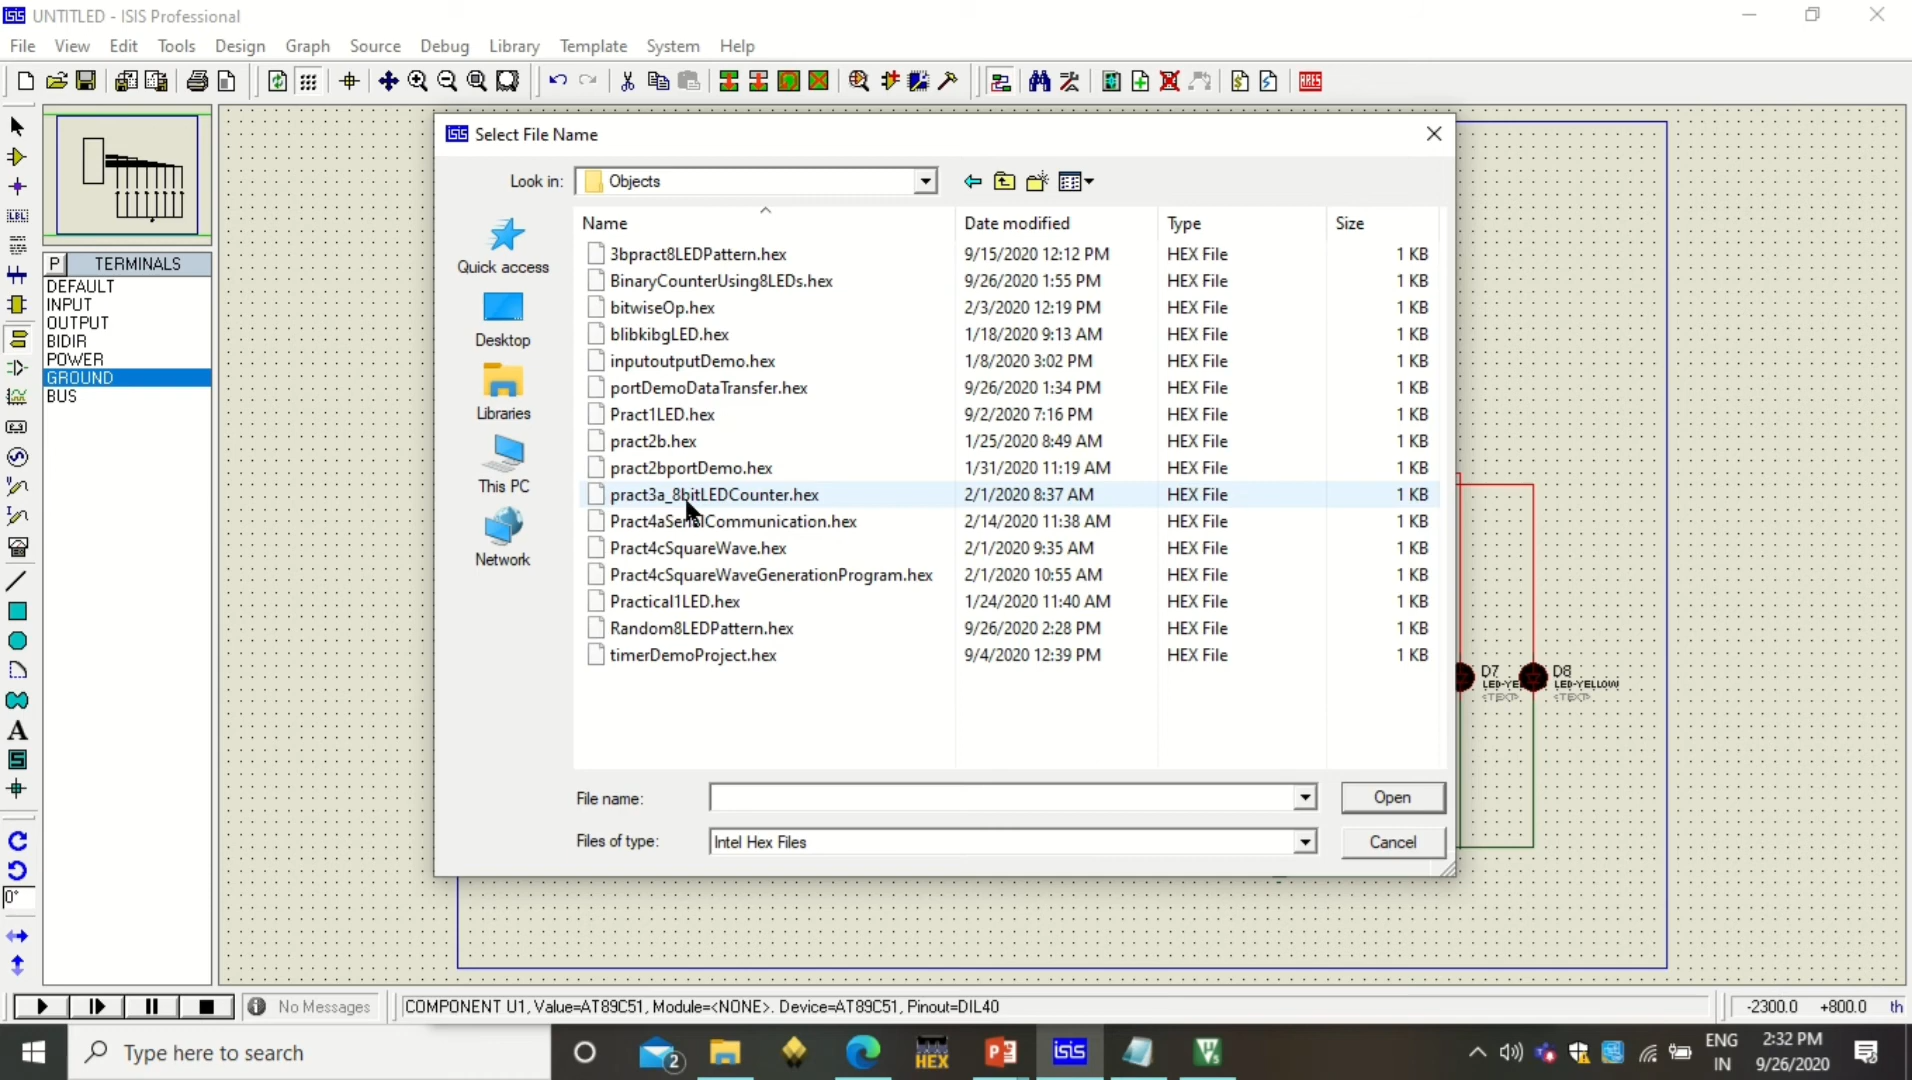 ISIS UNTITLED - ISIS Professional
File View Edit Tools Design Graph Source Debug Library Template System Help
ARES
P TERMINALS
DEFAULT
INPUT
OUTPUT
BIDIR
POWER
GROUND
BUS
LBL
A
S
0°
ISIS Select File Name
Look in: Objects
Quick access
Desktop
Libraries
This PC
Network
Name Date modified Type Size
3bpract8LEDPattern.hex 9/15/2020 12:12 PM HEX File 1 KB
BinaryCounterUsing8LEDs.hex 9/26/2020 1:55 PM HEX File 1 KB
bitwiseOp.hex 2/3/2020 12:19 PM HEX File 1 KB
blibkibgLED.hex 1/18/2020 9:13 AM HEX File 1 KB
inputoutputDemo.hex 1/8/2020 3:02 PM HEX File 1 KB
portDemoDataTransfer.hex 9/26/2020 1:34 PM HEX File 1 KB
Pract1LED.hex 9/2/2020 7:16 PM HEX File 1 KB
pract2b.hex 1/25/2020 8:49 AM HEX File 1 KB
pract2bportDemo.hex 1/31/2020 11:19 AM HEX File 1 KB
pract3a_8bitLEDCounter.hex 2/1/2020 8:37 AM HEX File 1 KB
Pract4aSerialCommunication.hex 2/14/2020 11:38 AM HEX File 1 KB
Pract4cSquareWave.hex 2/1/2020 9:35 AM HEX File 1 KB
Pract4cSquareWaveGenerationProgram.hex 2/1/2020 10:55 AM HEX File 1 KB
Practical1LED.hex 1/24/2020 11:40 AM HEX File 1 KB
Random8LEDPattern.hex 9/26/2020 2:28 PM HEX File 1 KB
timerDemoProject.hex 9/4/2020 12:39 PM HEX File 1 KB
File name: Open
Files of type: Intel Hex Files Cancel
D7 D8
LED-YE LED-YELLOW
<TEXT> <TEXT>
No Messages COMPONENT U1, Value=AT89C51, Module=<NONE>. Device=AT89C51, Pinout=DIL40 -2300.0 +800.0 th
Type here to search 2 HEX ISIS ENG 2:32 PM
IN 9/26/2020